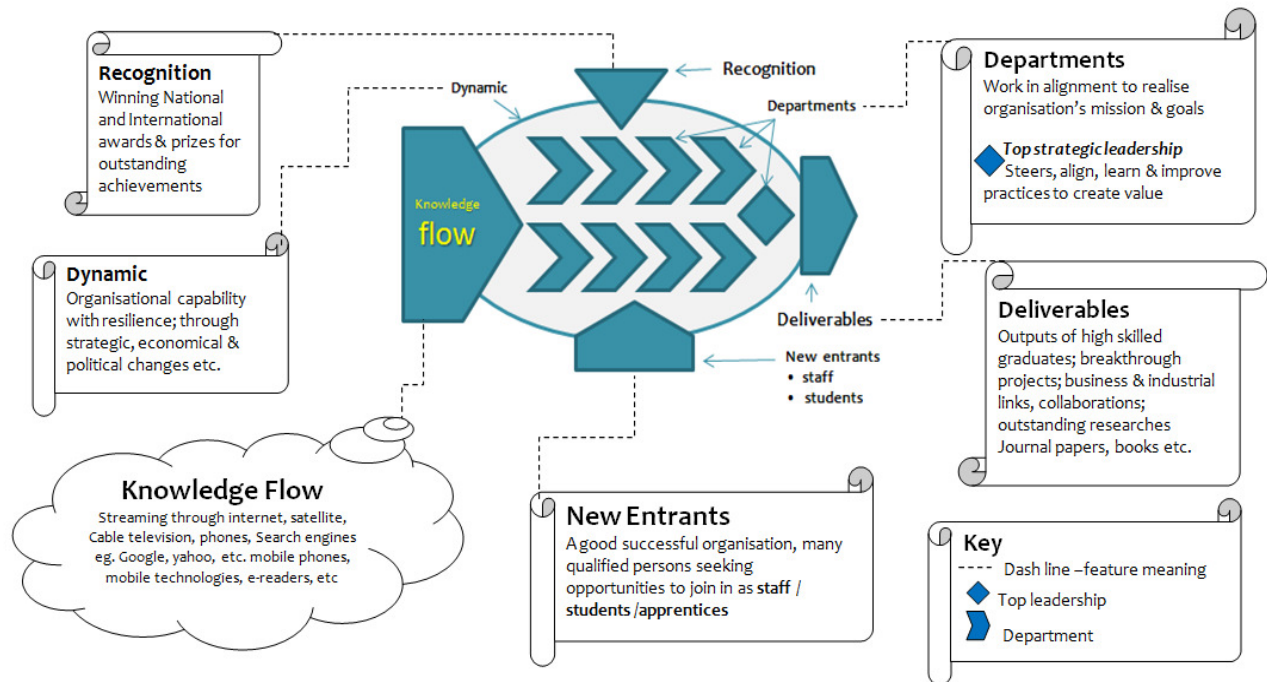 Recognition
Winning National
and International
awards & prizes for
outstanding
achievements
Dynamic
Organisational capability
with resilience; through
strategic, economical &
political changes etc.
Knowledge Flow
Streaming through internet, satellite,
Cable television, phones, Search engines
eg. Google, yahoo, etc. mobile phones,
mobile technologies, e-readers, etc
Dynamic
Recognition
Departments
Knowledge
flow
Deliverables
New entrants
• staff
• students
New Entrants
A good successful organisation, many
qualified persons seeking
opportunities to join in as staff /
students /apprentices
Departments
Work in alignment to realise
organisation's mission & goals
Top strategic leadership
Steers, align, learn & improve
practices to create value
Deliverables
Outputs of high skilled
graduates; breakthrough
projects; business & industrial
links, collaborations;
outstanding researches
Journal papers, books etc.
Key
Dash line –feature meaning
Top leadership
Department